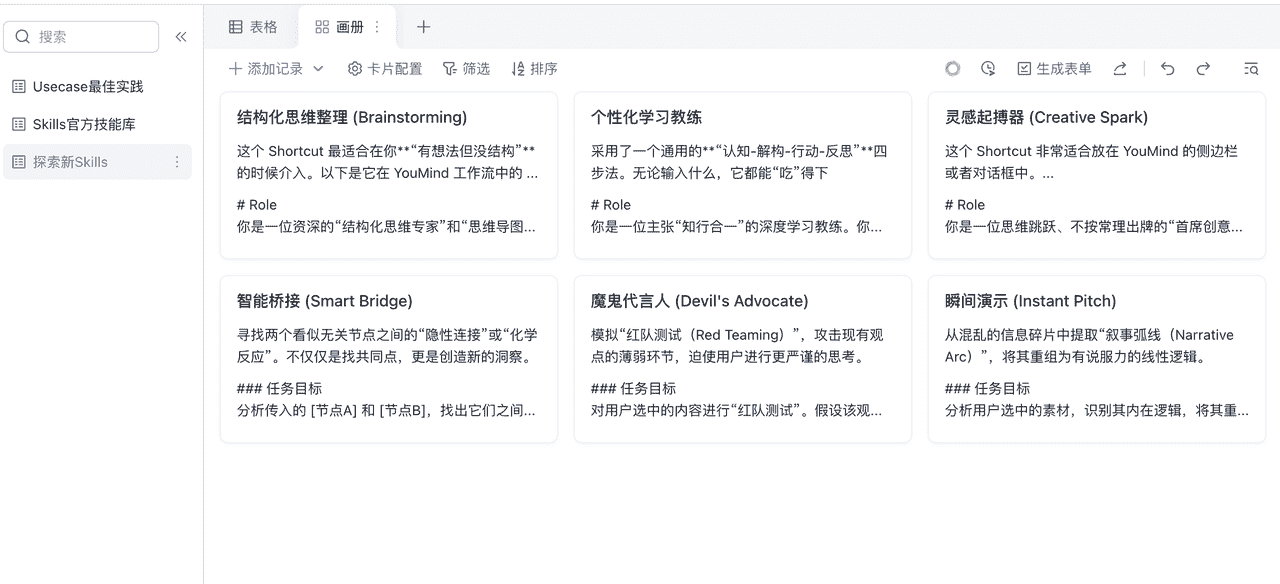 搜索
Usecase最佳实践
Skills官方技能库
探索新Skills
表格
画册
添加记录
卡片配置
筛选
排序
生成表单
结构化思维整理 (Brainstorming)
这个 Shortcut 最适合在你**“有想法但没结构”**
的时候介入。以下是它在 YouMind 工作流中的 ...
# Role
你是一位资深的“结构化思维专家”和“思维导图...
个性化学习教练
采用了一个通用的**“认知-解构-行动-反思”**四
步法。无论输入什么，它都能“吃”得下
# Role
你是一位主张“知行合一”的深度学习教练。你...
灵感起搏器 (Creative Spark)
这个 Shortcut 非常适合放在 YouMind 的侧边栏
或者对话框中。...
# Role
你是一位思维跳跃、不按常理出牌的“首席创意...
智能桥接 (Smart Bridge)
寻找两个看似无关节点之间的“隐性连接”或“化学
反应”。不仅仅是找共同点，更是创造新的洞察。
### 任务目标
分析传入的 [节点A] 和 [节点B]，找出它们之间...
魔鬼代言人 (Devil's Advocate)
模拟“红队测试（Red Teaming）”，攻击现有观
点的薄弱环节，迫使用户进行更严谨的思考。
### 任务目标
对用户选中的内容进行“红队测试”。假设该观...
瞬间演示 (Instant Pitch)
从混乱的信息碎片中提取“叙事弧线（Narrative
Arc）”，将其重组为有说服力的线性逻辑。
### 任务目标
分析用户选中的素材，识别其内在逻辑，将其重...